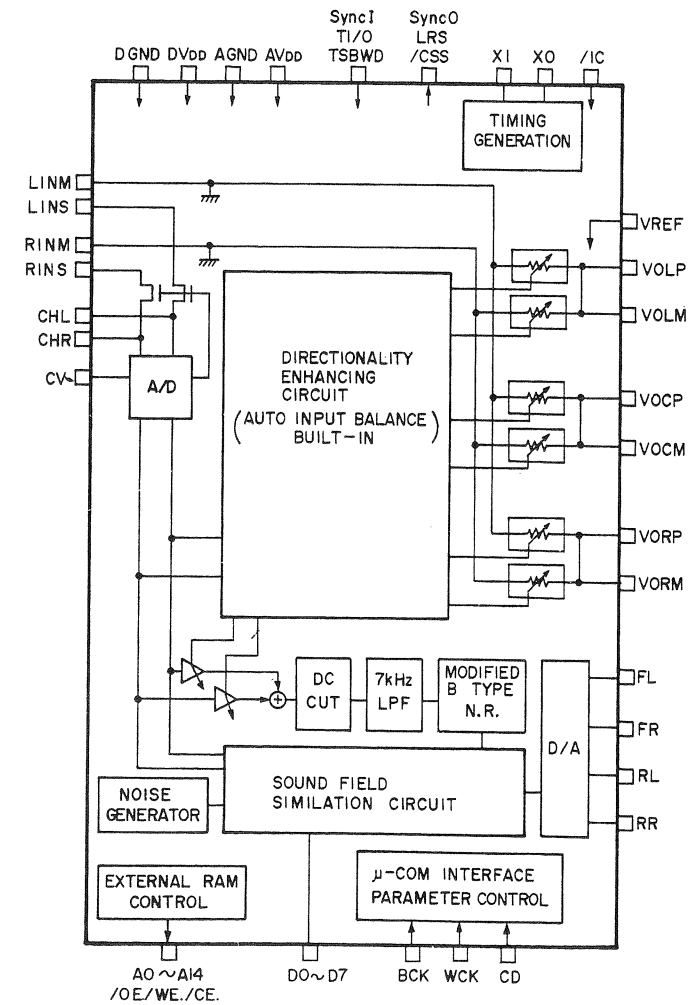 SyncI
TI/O
TSBWD
SyncO
LRS
/CSS
DGND
DVDD
AGND
AVDD
XI
XO
/IC
TIMING
GENERATION
LINM
LINS
RINM
RINS
CHL
CHR
CV
A/D
DIRECTIONALITY
ENHANCING
CIRCUIT
(AUTO INPUT BALANCE
BUILT-IN)
VREF
VOLP
VOLM
VOCP
VOCM
VORP
VORM
DC
CUT
7kHz
LPF
MODIFIED
B TYPE
N.R.
D/A
FL
FR
RL
RR
NOISE
GENERATOR
SOUND FIELD
SIMILATION CIRCUIT
EXTERNAL RAM
CONTROL
μ-COM INTERFACE
PARAMETER CONTROL
A0~A14
/OE/WE./CE.
D0~D7
BCK
WCK
CD